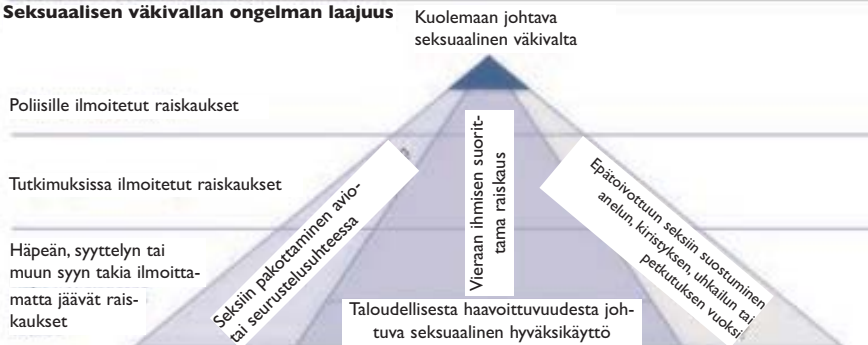 Seksuaalisen väkivallan ongelman laajuus
Kuolemaan johtava
seksuaalinen väkivalta
Poliisille ilmoitetut raiskaukset
Tutkimuksissa ilmoitetut raiskaukset
Häpeän, syyttelyn tai
muun syyn takia ilmoitta-
matta jäävät rais-
kaukset
Seksiin pakottaminen avio-
tai seurustelusuhteessa
Vieraan ihmisen suorit-
tama raiskaus
Epätoivottuun seksiin suostuminen
anelun, kiristyksen, uhkailun tai
petkutuksen vuoksi
Taloudellisesta haavoittuvuudesta joh-
tuva seksuaalinen hyväksikäyttö